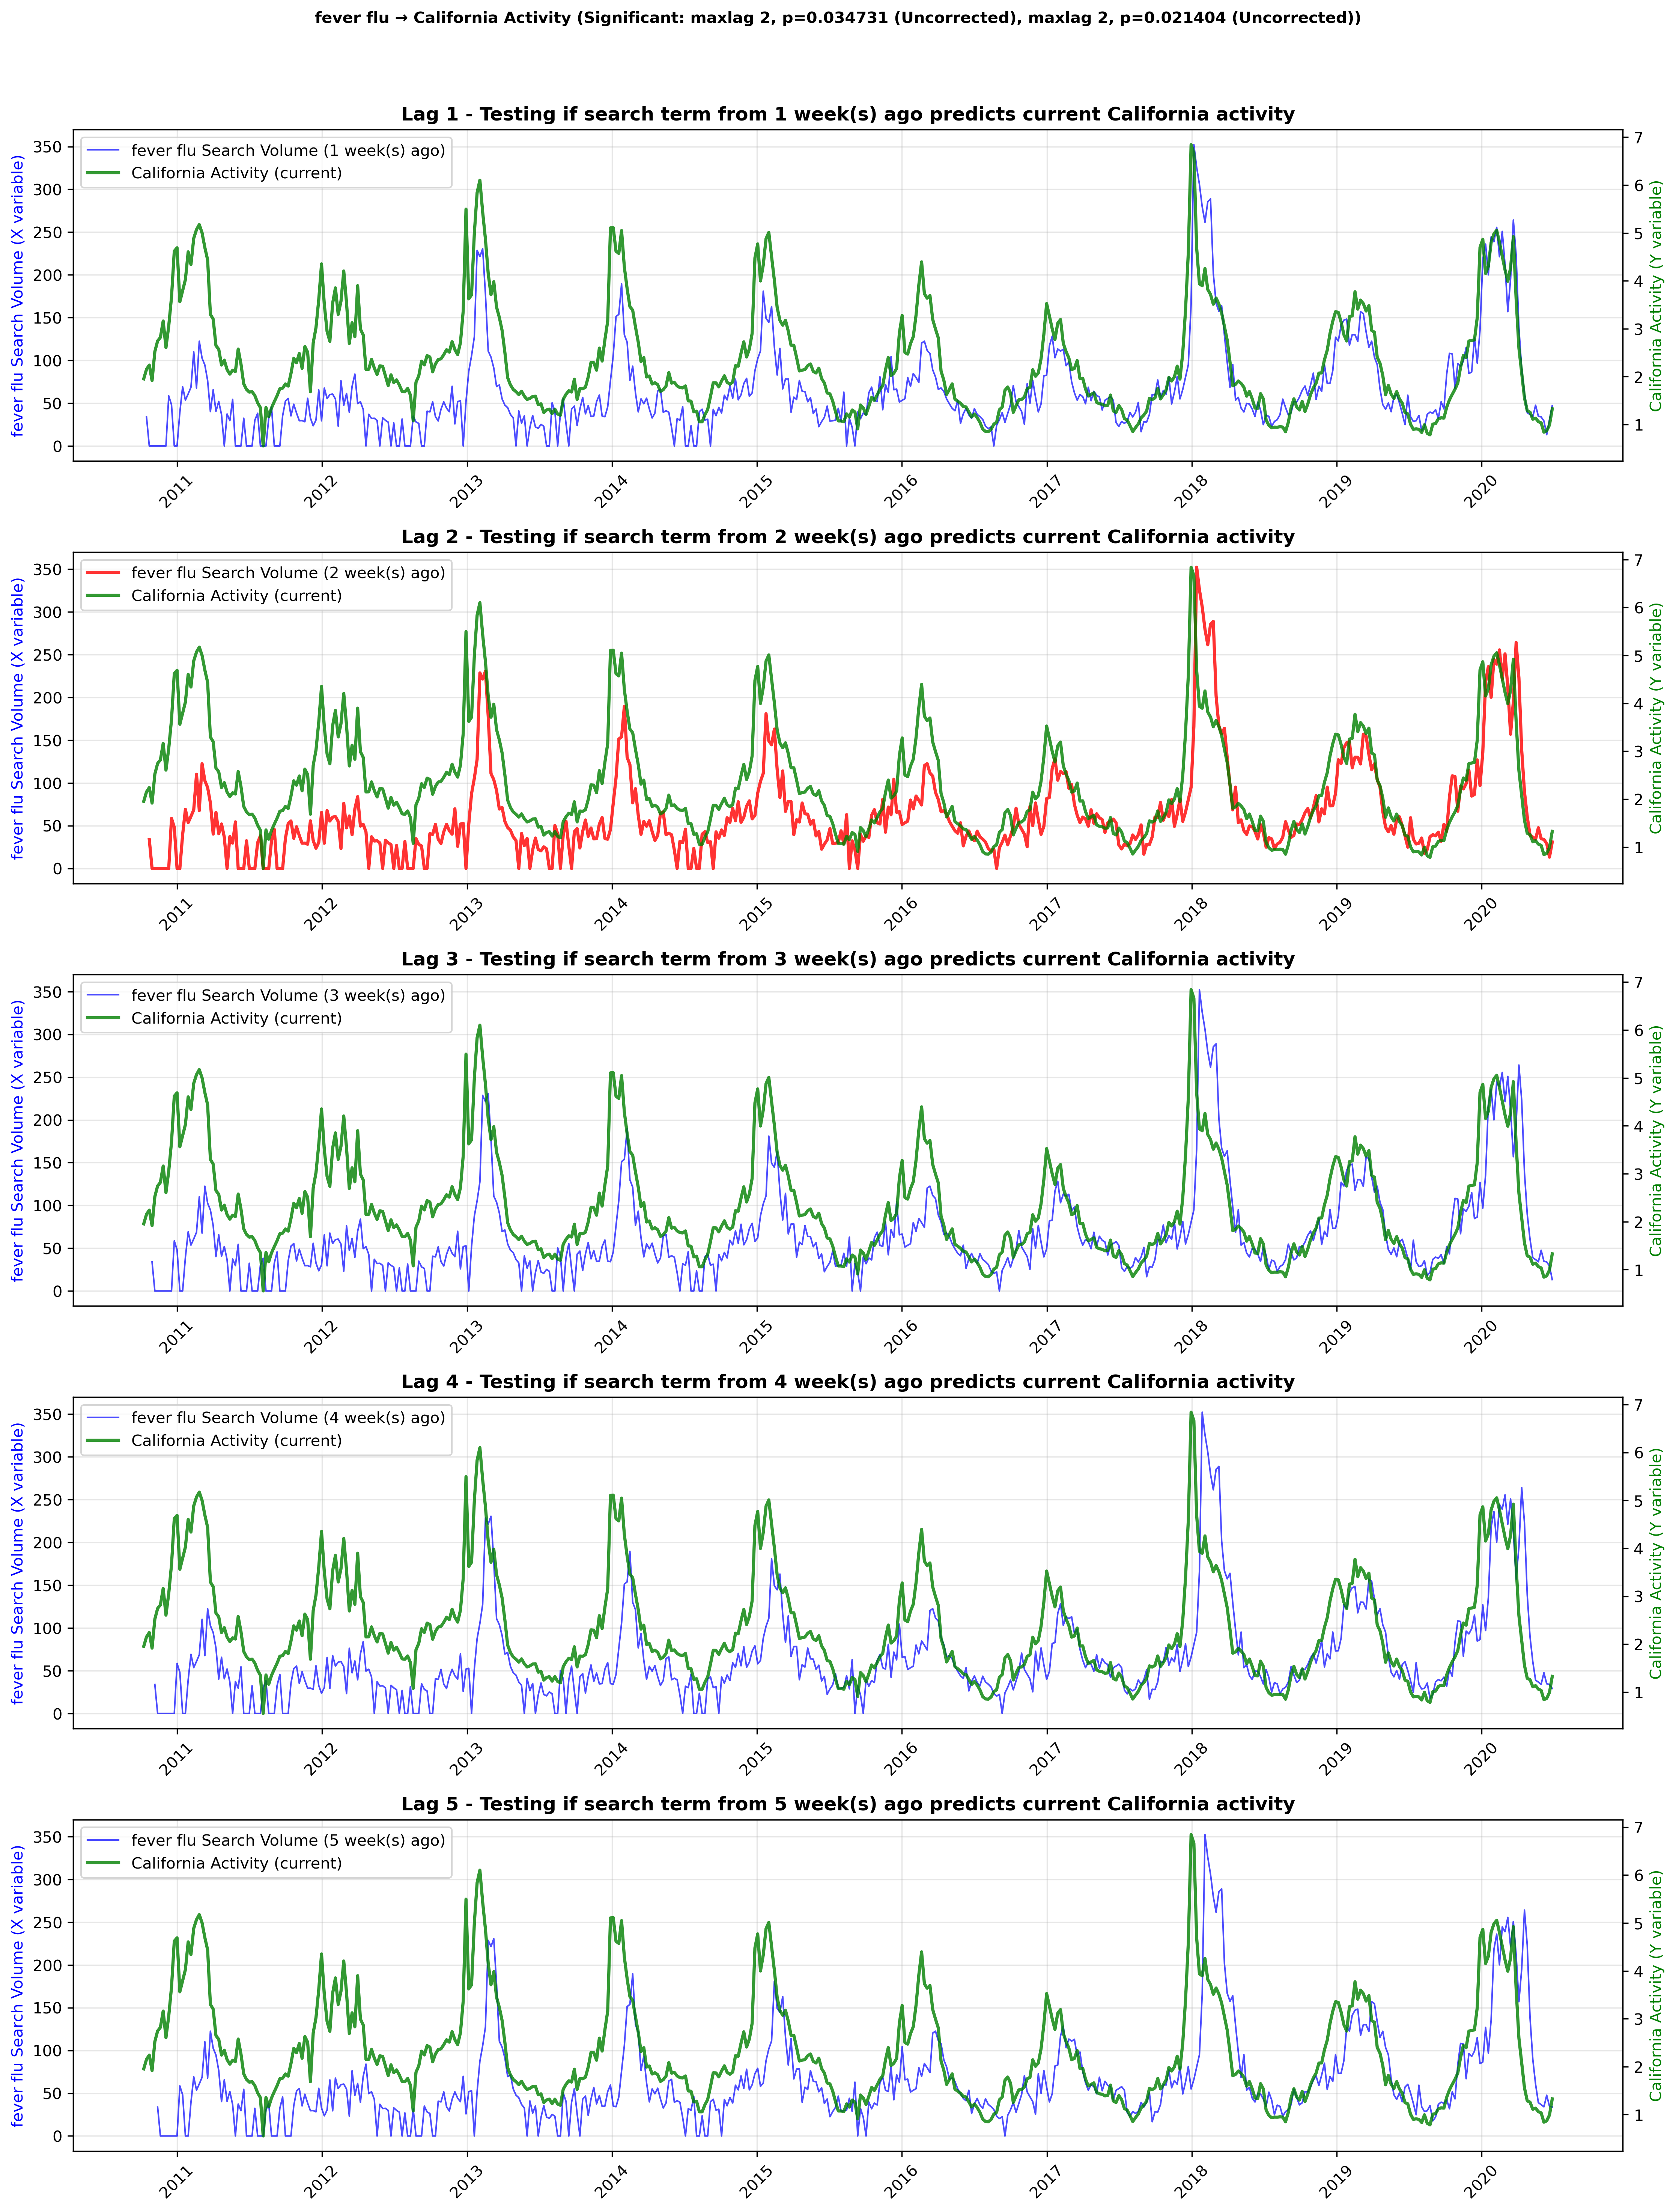 fever flu → California Activity (Significant: maxlag 2, p=0.034731 (Uncorrected), maxlag 2, p=0.021404 (Uncorrected))
Lag 1 - Testing if search term from 1 week(s) ago predicts current California activity
fever flu Search Volume (1 week(s) ago)
California Activity (current)
fever flu Search Volume (X variable)
350
300
250
200
150
100
50
0
7
6
5
4
3
2
1
California Activity (Y variable)
2011 2012 2013 2014 2015 2016 2017 2018 2019 2020
Lag 2 - Testing if search term from 2 week(s) ago predicts current California activity
fever flu Search Volume (2 week(s) ago)
California Activity (current)
fever flu Search Volume (X variable)
350
300
250
200
150
100
50
0
7
6
5
4
3
2
1
California Activity (Y variable)
2011 2012 2013 2014 2015 2016 2017 2018 2019 2020
Lag 3 - Testing if search term from 3 week(s) ago predicts current California activity
fever flu Search Volume (3 week(s) ago)
California Activity (current)
fever flu Search Volume (X variable)
350
300
250
200
150
100
50
0
7
6
5
4
3
2
1
California Activity (Y variable)
2011 2012 2013 2014 2015 2016 2017 2018 2019 2020
Lag 4 - Testing if search term from 4 week(s) ago predicts current California activity
fever flu Search Volume (4 week(s) ago)
California Activity (current)
fever flu Search Volume (X variable)
350
300
250
200
150
100
50
0
7
6
5
4
3
2
1
California Activity (Y variable)
2011 2012 2013 2014 2015 2016 2017 2018 2019 2020
Lag 5 - Testing if search term from 5 week(s) ago predicts current California activity
fever flu Search Volume (5 week(s) ago)
California Activity (current)
fever flu Search Volume (X variable)
350
300
250
200
150
100
50
0
7
6
5
4
3
2
1
California Activity (Y variable)
2011 2012 2013 2014 2015 2016 2017 2018 2019 2020